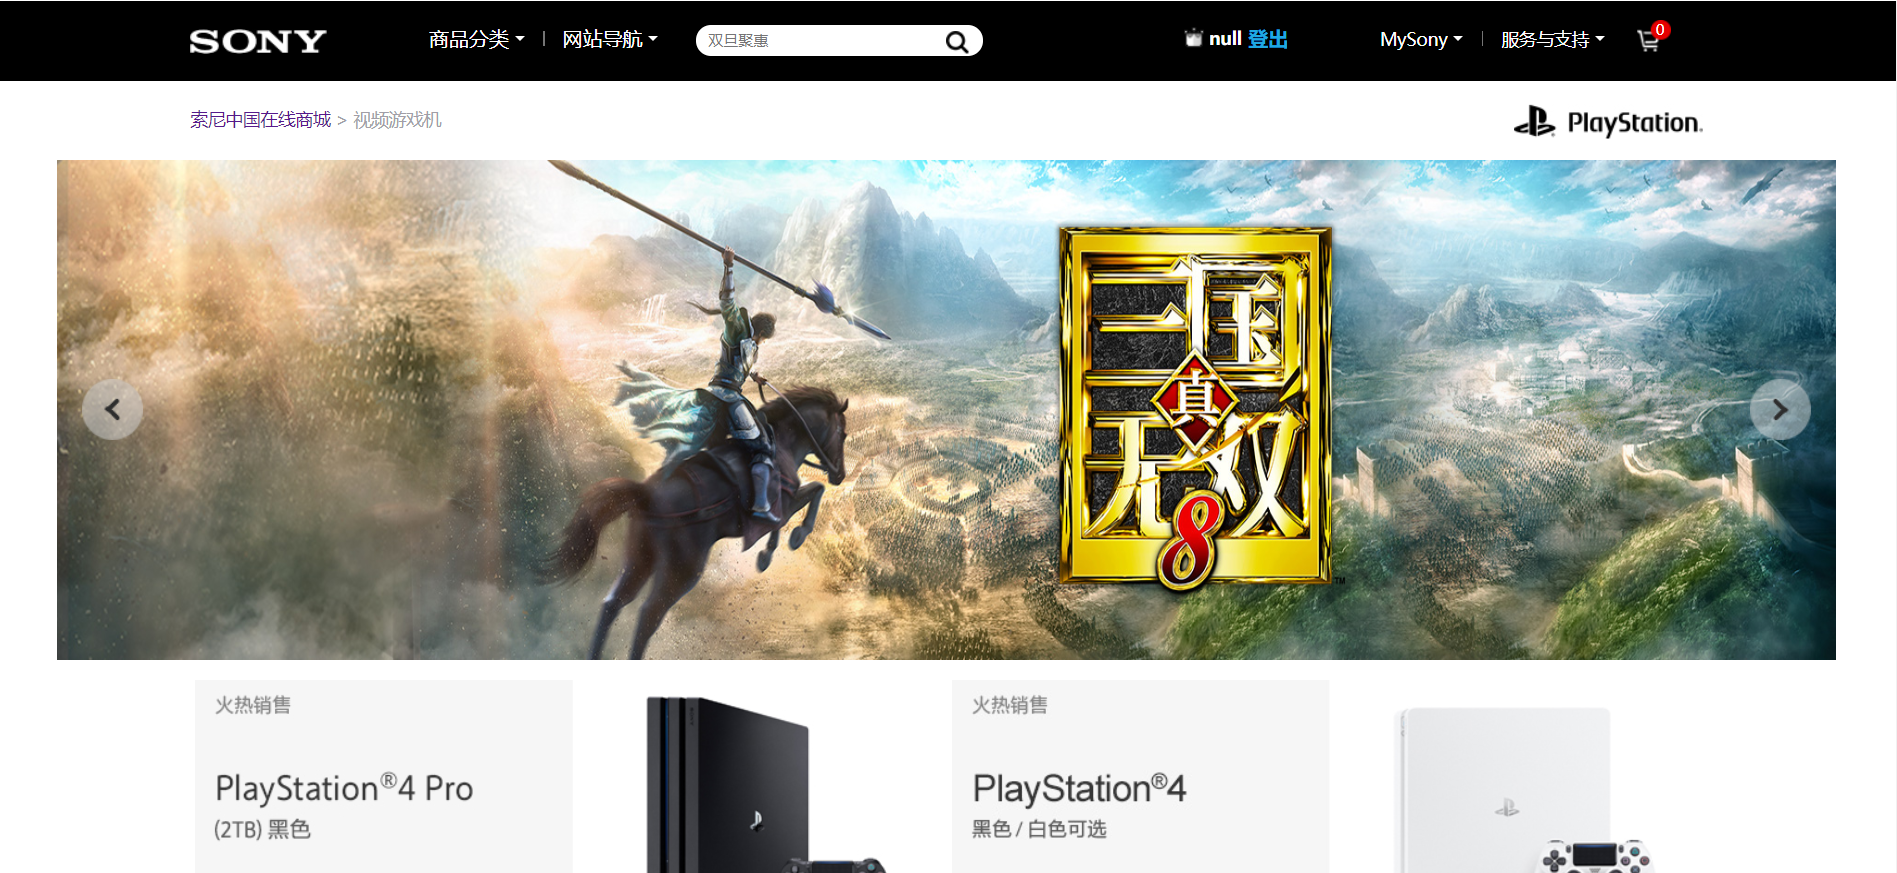 SONY 商品分类 | 网站导航 双旦聚惠 null 登出 MySony | 服务与支持 0
索尼中国在线商城 > 视频游戏机 PlayStation.
三国
真
无双
8
TM
火热销售
PlayStation®4 Pro
(2TB) 黑色
火热销售
PlayStation®4
黑色 / 白色可选